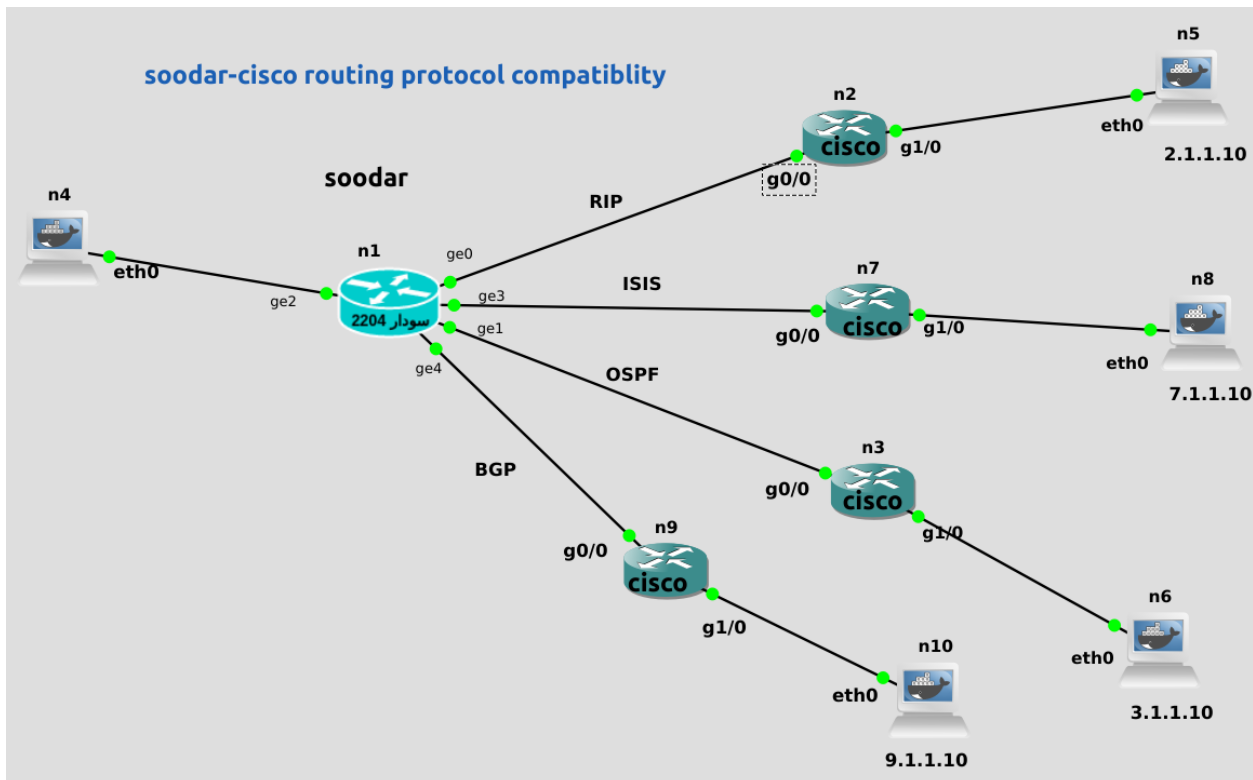 soodar-cisco routing protocol compatiblity
n5
n2
cisco
eth0
g1/0
2.1.1.10
g0/0
soodar
n4
RIP
n1
eth0
ge0
ge2
سودار 2204
ge3
ISIS
n7
cisco
g0/0
g1/0
n8
eth0
7.1.1.10
ge1
ge4
OSPF
n3
cisco
g0/0
g1/0
BGP
n9
g0/0
cisco
g1/0
n6
eth0
3.1.1.10
n10
eth0
9.1.1.10